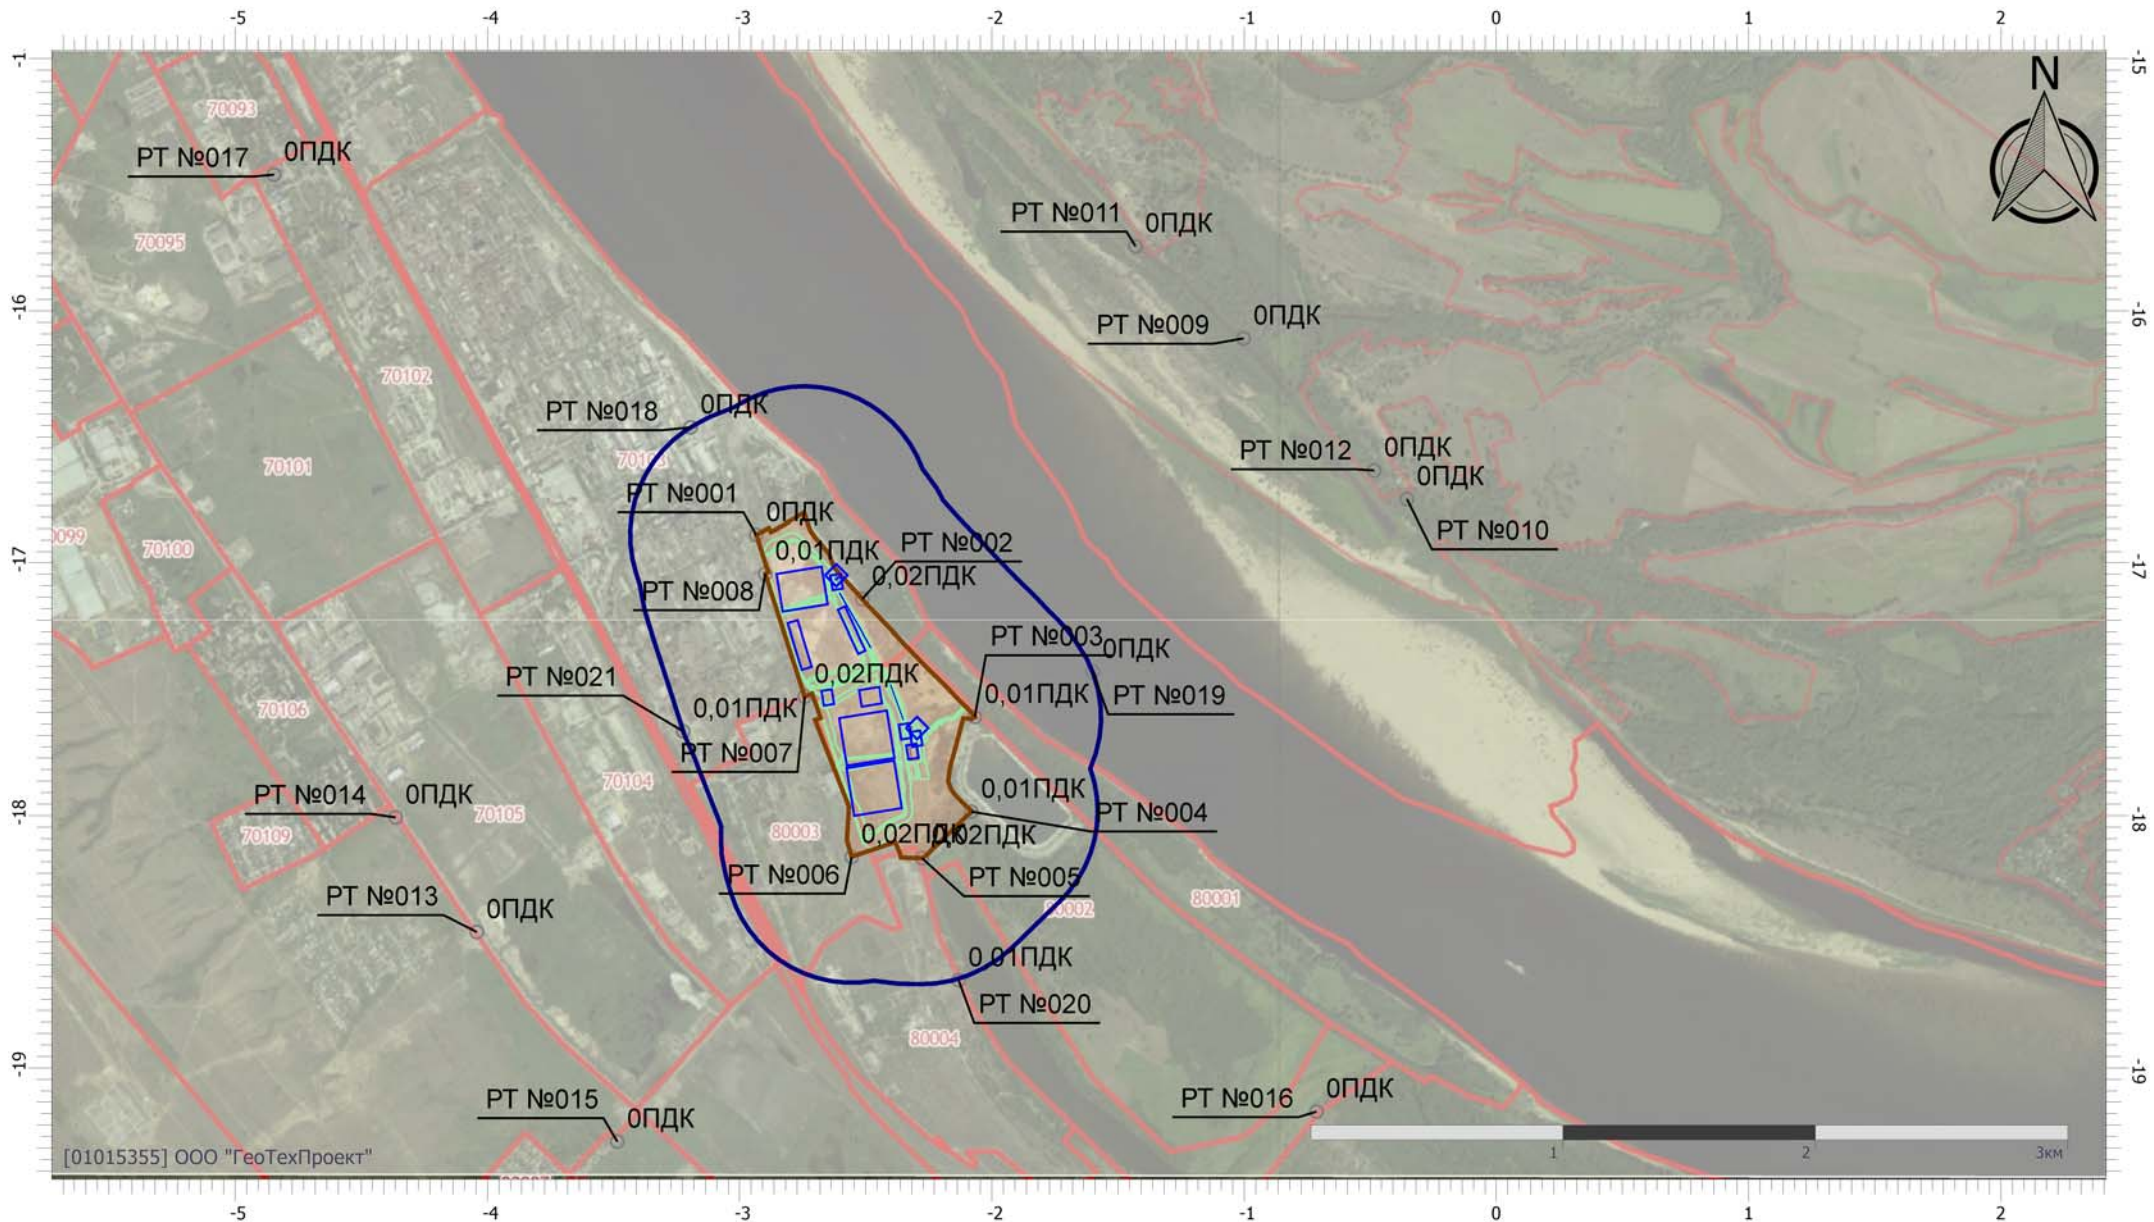 -5 -4 -3 -2 -1 0 1 2
-1
-15
N
70093
РТ №017
0ПДК
РТ №011
0ПДК
70095
-16
РТ №009
0ПДК
-16
70102
РТ №018
0ПДК
70101
РТ №012
0ПДК
0ПДК
РТ №001
0ПДК
РТ №010
70100
0,01ПДК
РТ №002
-17
0,02ПДК
-17
РТ №008
РТ №003
0ПДК
РТ №021
0,02ПДК
0,01ПДК
РТ №019
70106
0,01ПДК
РТ №007
70104
0,01ПДК
РТ №014
0ПДК
70105
РТ №004
-18
70109
80003
0,02ПДК
0,02ПДК
-18
РТ №006
РТ №005
РТ №013
0ПДК
80002
80001
0,01ПДК
РТ №020
80004
-19
-19
РТ №015
0ПДК
РТ №016
0ПДК
[01015355] ООО "ГеоТехПроект"
1 2 3км
-5 -4 -3 -2 -1 0 1 2